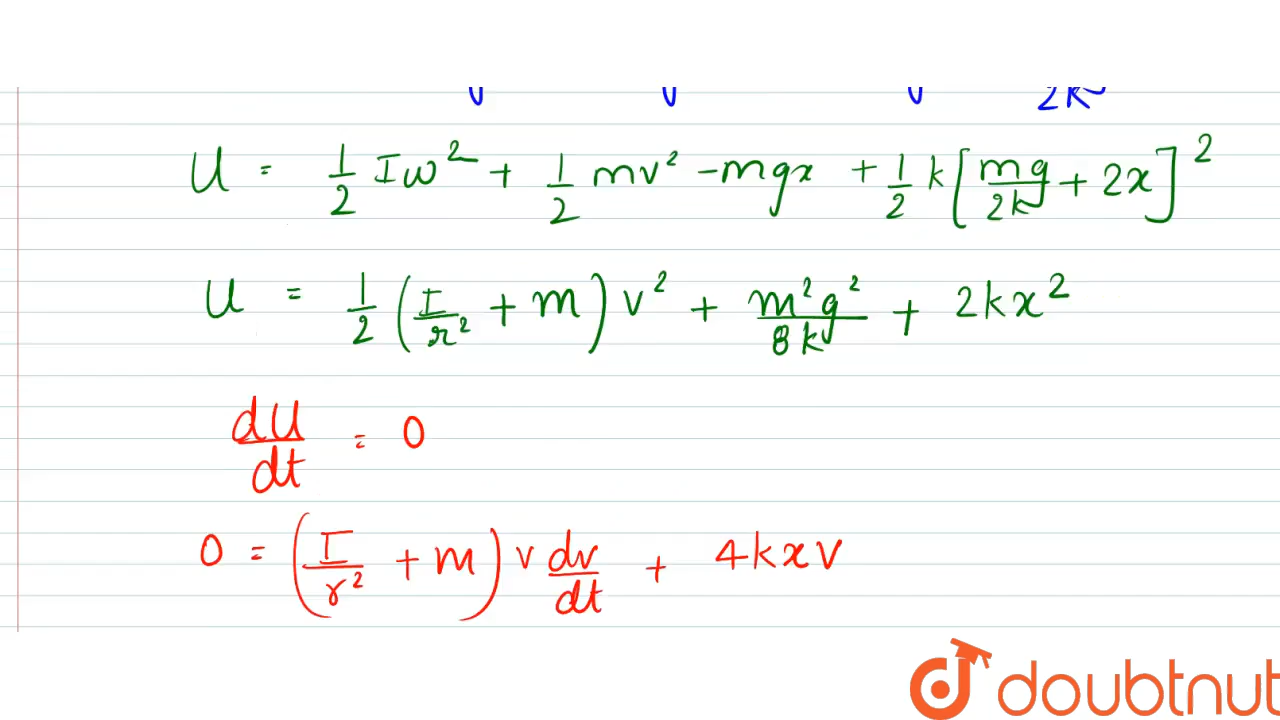 2k
U = 1/2 Iω² + 1/2 mv² - mgx + 1/2 k[mg/2k + 2x]²
U = 1/2 (I/r² + m) v² + m²g²/8k + 2kx²
dU/dt = 0
0 = (I/r² + m) v dv/dt + 4kxv
doubtnut